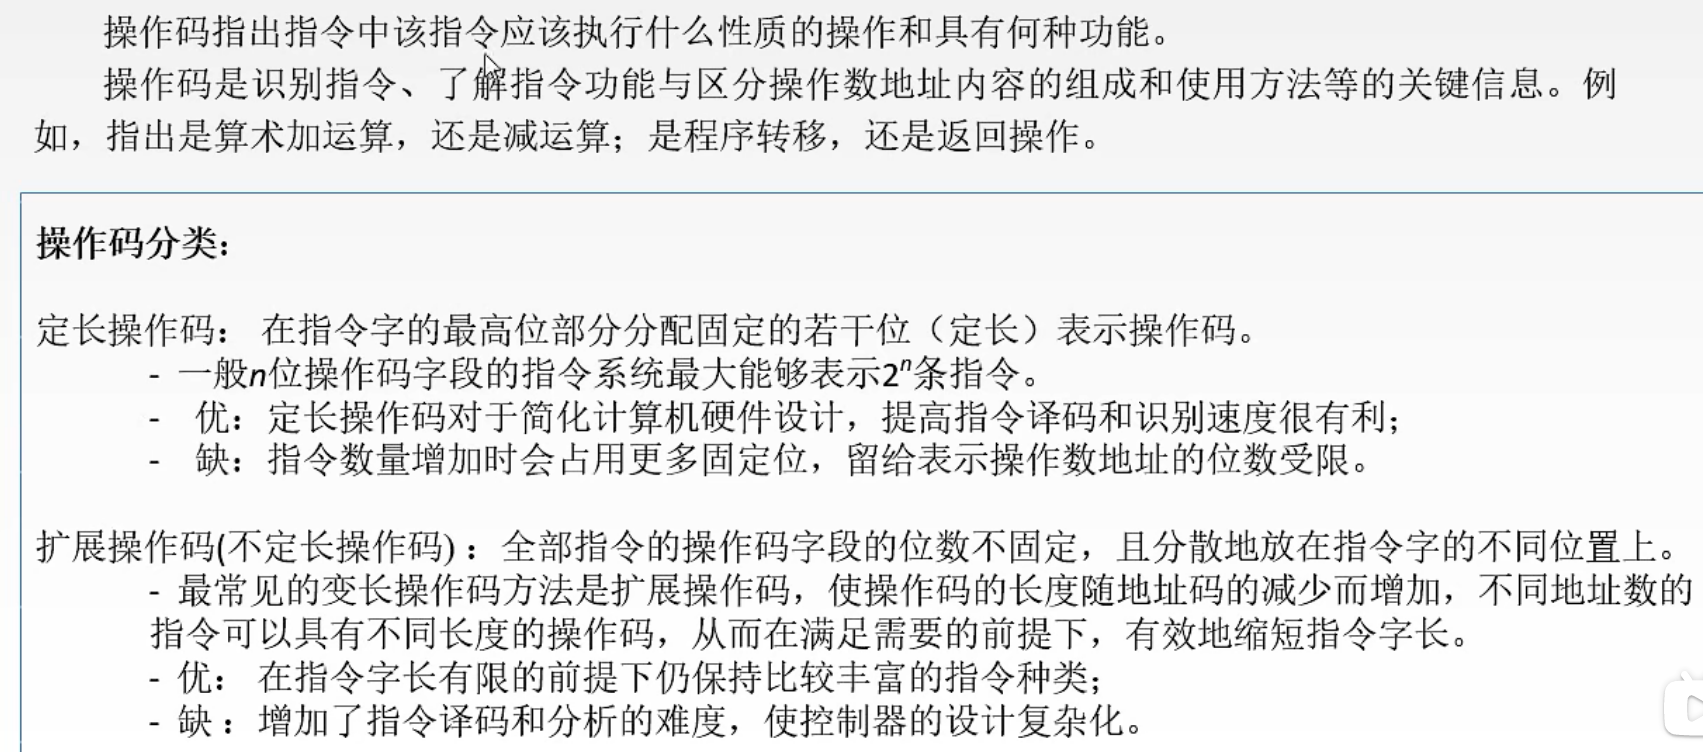 操作码指出指令中该指令应该执行什么性质的操作和具有何种功能。
操作码是识别指令、了解指令功能与区分操作数地址内容的组成和使用方法等的关键信息。例
如，指出是算术加运算，还是减运算；是程序转移，还是返回操作。
操作码分类：
定长操作码： 在指令字的最高位部分分配固定的若干位（定长）表示操作码。
- 一般n位操作码字段的指令系统最大能够表示2ⁿ条指令。
- 优：定长操作码对于简化计算机硬件设计，提高指令译码和识别速度很有利；
- 缺：指令数量增加时会占用更多固定位，留给表示操作数地址的位数受限。
扩展操作码(不定长操作码)：全部指令的操作码字段的位数不固定，且分散地放在指令字的不同位置上。
- 最常见的变长操作码方法是扩展操作码，使操作码的长度随地址码的减少而增加，不同地址数的
指令可以具有不同长度的操作码，从而在满足需要的前提下，有效地缩短指令字长。
- 优： 在指令字长有限的前提下仍保持比较丰富的指令种类；
- 缺：增加了指令译码和分析的难度，使控制器的设计复杂化。